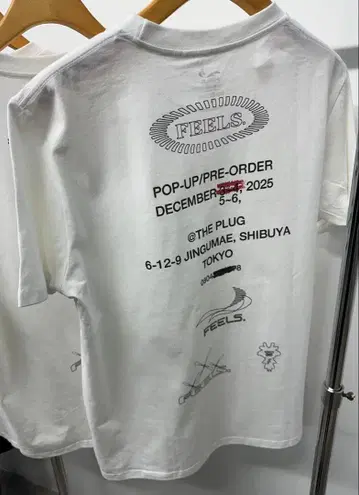 FEELS.
POP-UP/PRE-ORDER
DECEMBER , 2025
5-6,
@THE PLUG
6-12-9 JINGUMAE, SHIBUYA
TOKYO
FEELS.